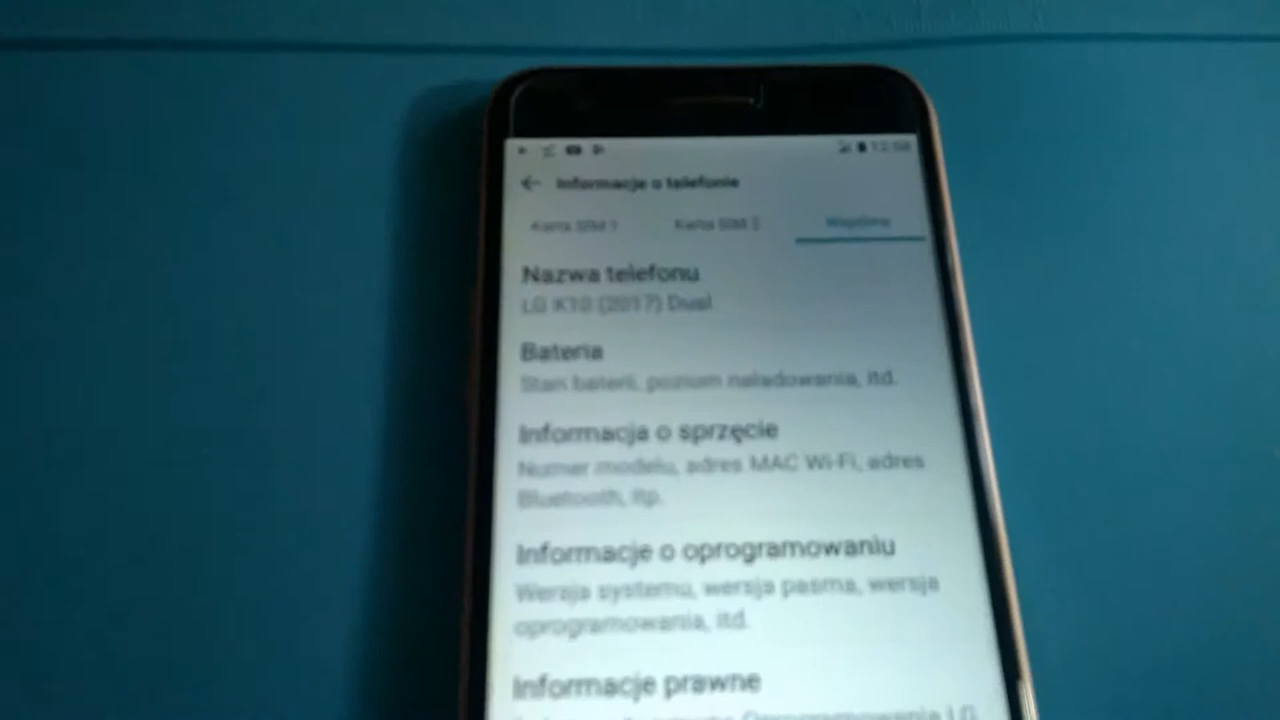 Informacje o telefonie
Karta SIM 1 Karta SIM 2 Wspólne
Nazwa telefonu
LG K10 (2017) Dual
Bateria
Stan baterii, poziom naładowania, itd.
Informacja o sprzęcie
Numer modelu, adres MAC Wi-Fi, adres
Bluetooth, itp.
Informacje o oprogramowaniu
Wersja systemu, wersja pasma, wersja
oprogramowania, itd.
Informacje prawne
Oprogramowania LG